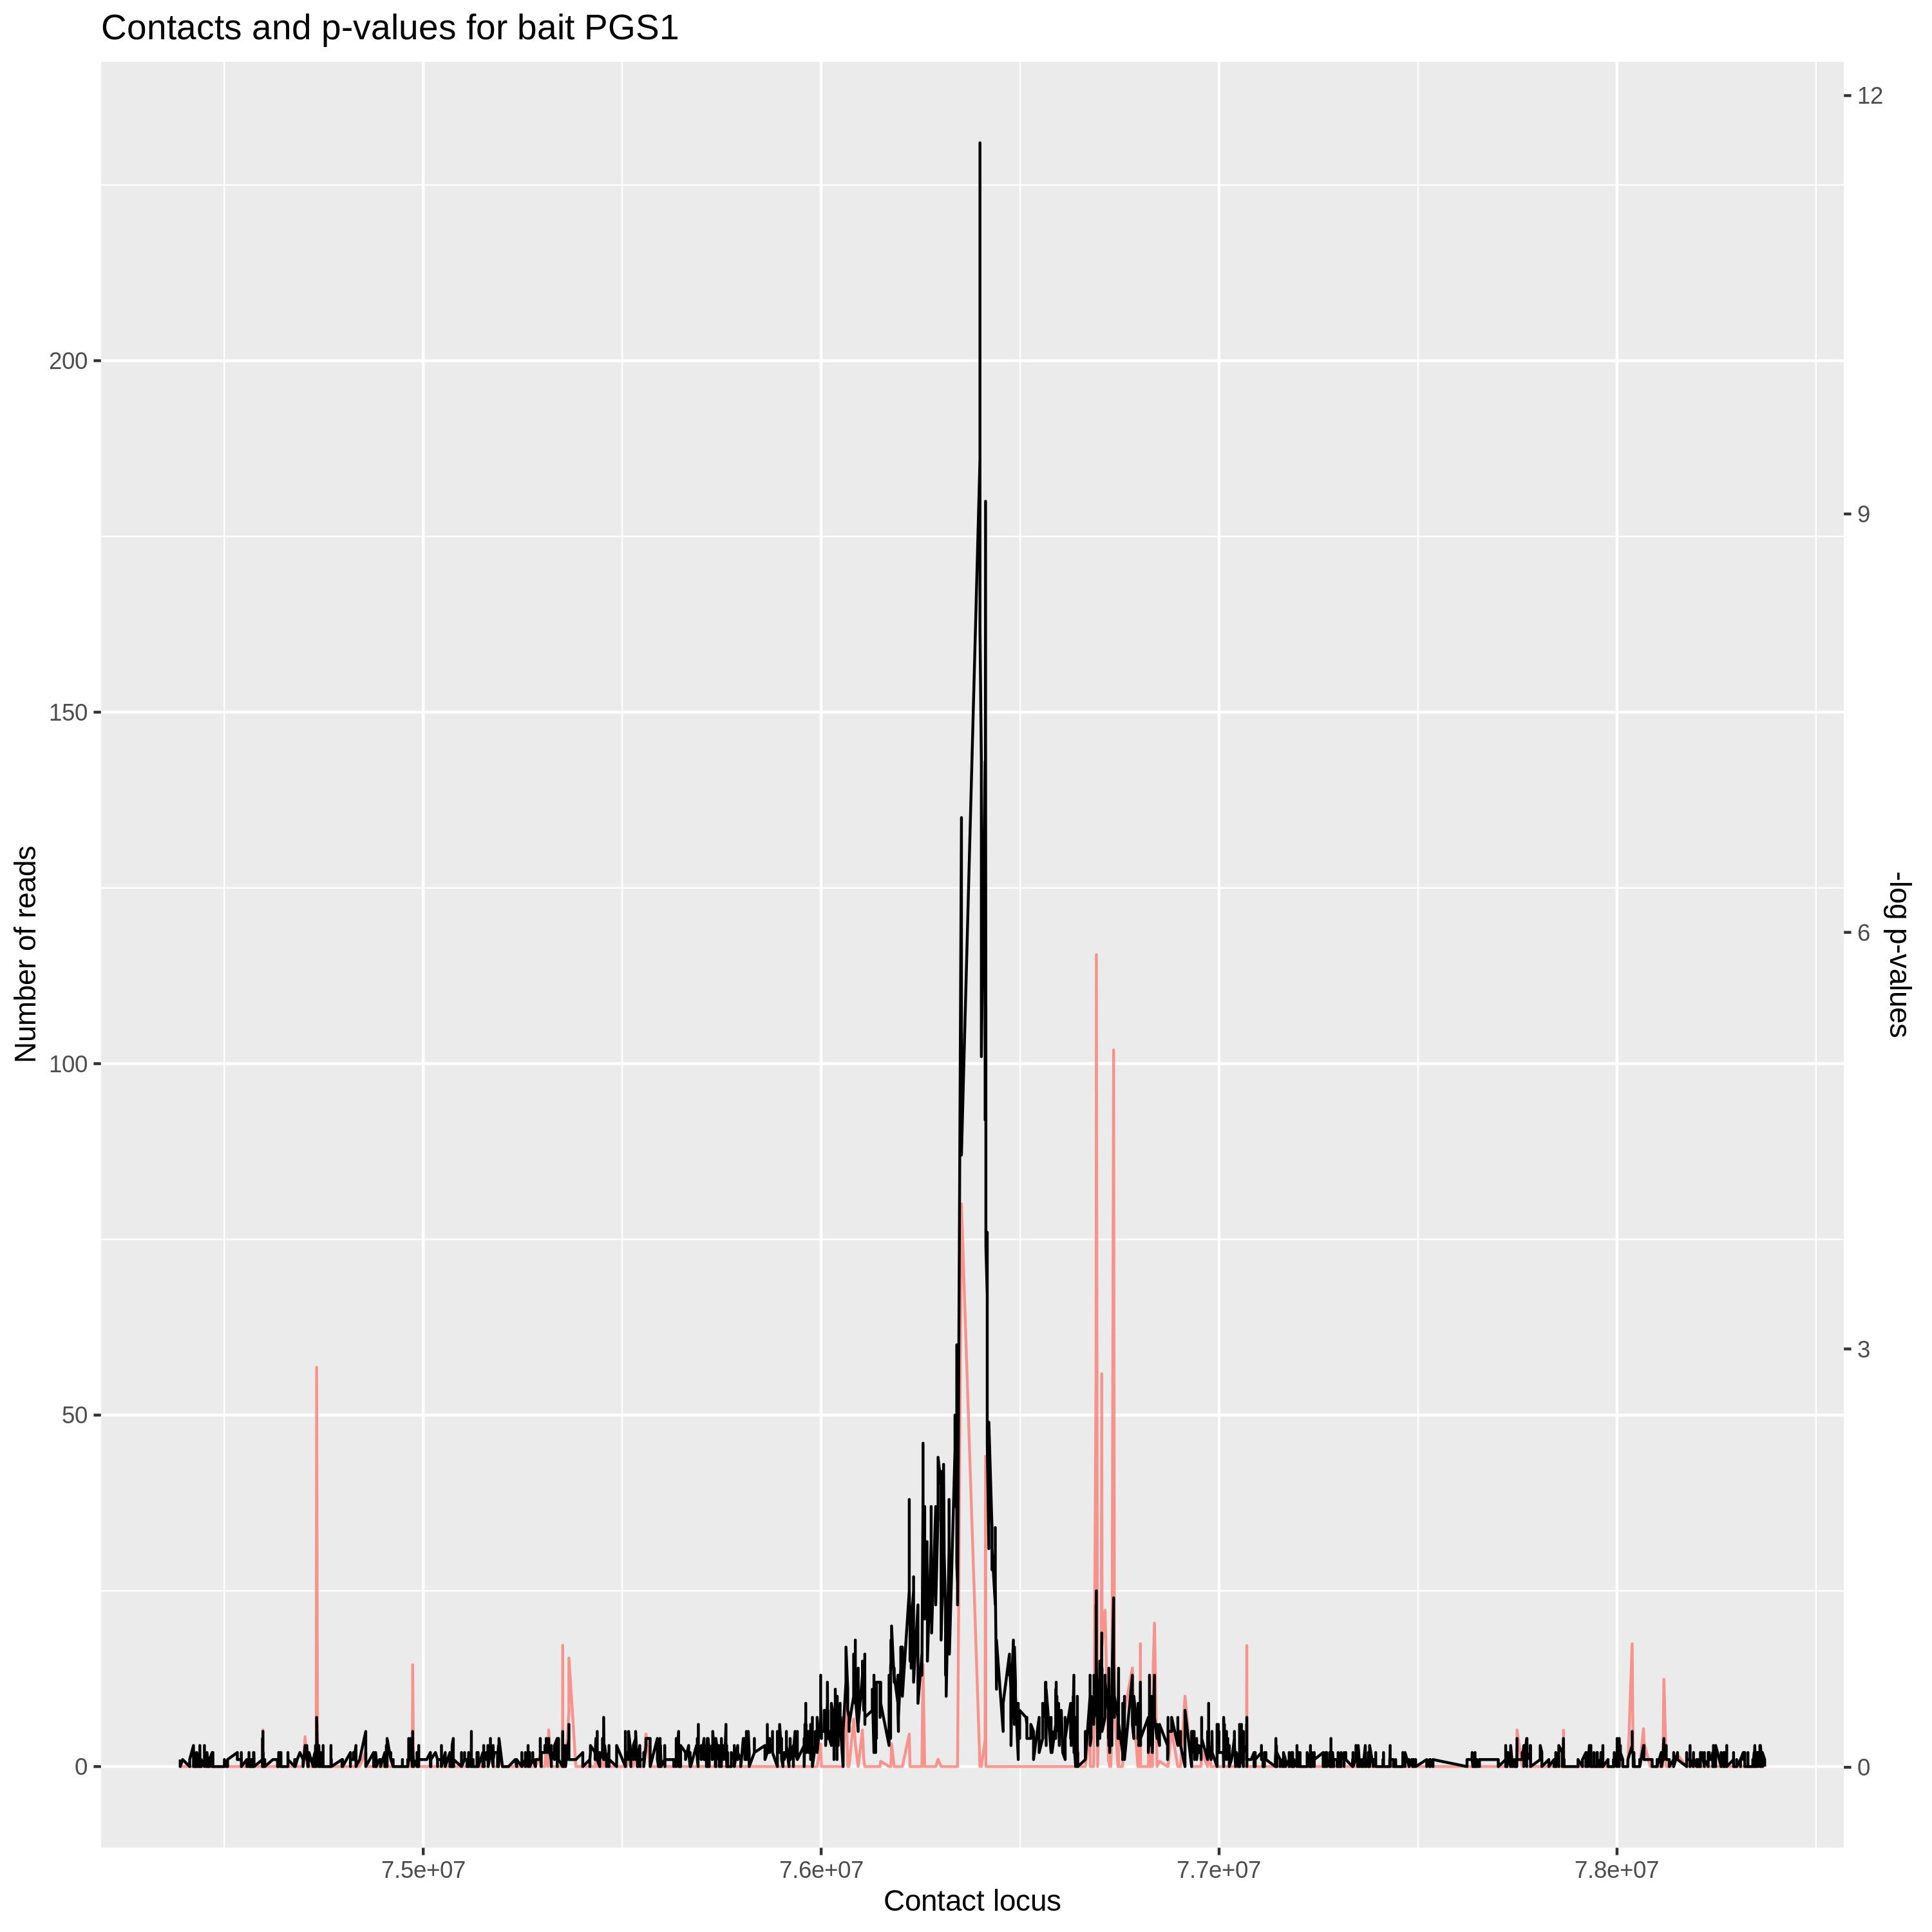 Contacts and p-values for bait PGS1
12
9
6
3
0
200
150
100
50
0
Number of reads
-log p-values
7.5e+07
7.6e+07
7.7e+07
7.8e+07
Contact locus